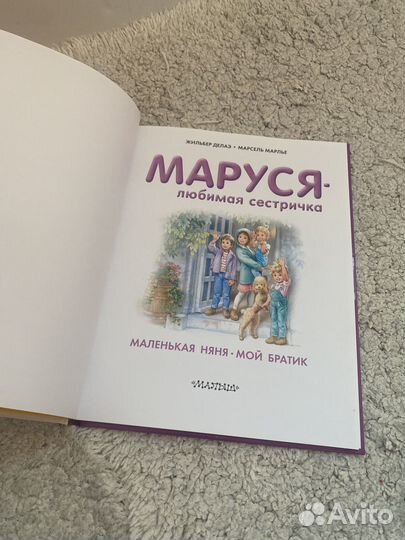 ЖИЛЬБЕР ДЕЛАЭ • МАРСЕЛЬ МАРЛЬЕ
МАРУСЯ-
любимая сестричка
МАЛЕНЬКАЯ НЯНЯ • МОЙ БРАТИК
«МАЛЫШ»
Avito